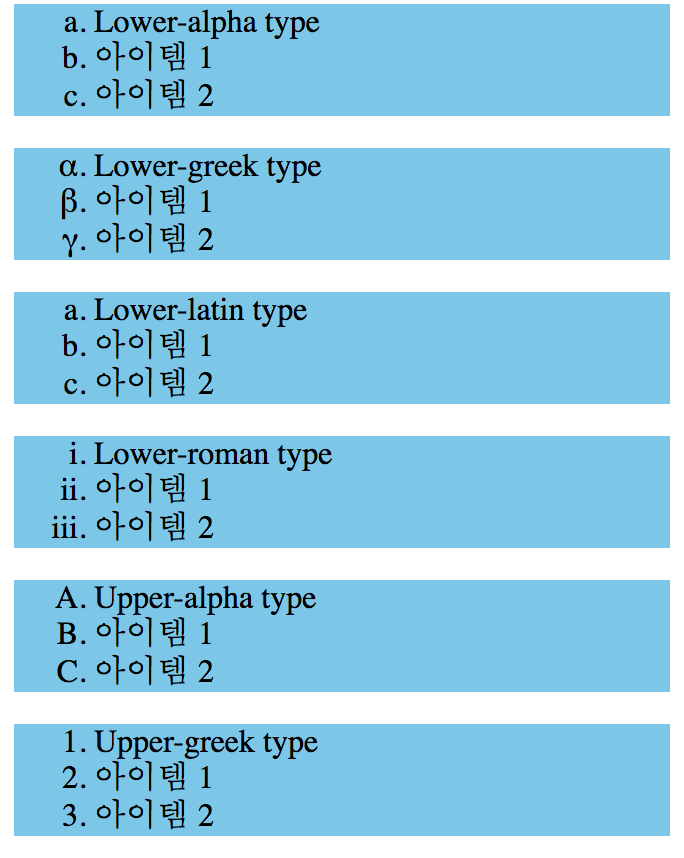 a. Lower-alpha type
b. 아이템 1
c. 아이템 2
α. Lower-greek type
β. 아이템 1
γ. 아이템 2
a. Lower-latin type
b. 아이템 1
c. 아이템 2
i. Lower-roman type
ii. 아이템 1
iii. 아이템 2
A. Upper-alpha type
B. 아이템 1
C. 아이템 2
1. Upper-greek type
2. 아이템 1
3. 아이템 2